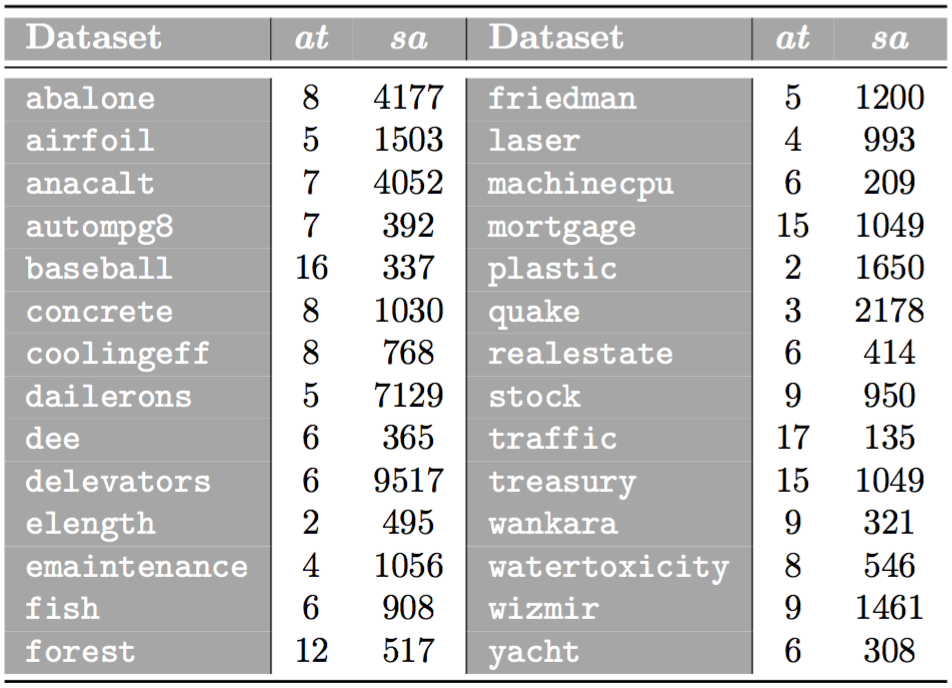 Dataset at sa Dataset at sa
abalone 8 4177 friedman 5 1200
airfoil 5 1503 laser 4 993
anacalt 7 4052 machinecpu 6 209
autompg8 7 392 mortgage 15 1049
baseball 16 337 plastic 2 1650
concrete 8 1030 quake 3 2178
coolingeff 8 768 realestate 6 414
dailerons 5 7129 stock 9 950
dee 6 365 traffic 17 135
delevators 6 9517 treasury 15 1049
elength 2 495 wankara 9 321
emaintenance 4 1056 watertoxicity 8 546
fish 6 908 wizmir 9 1461
forest 12 517 yacht 6 308